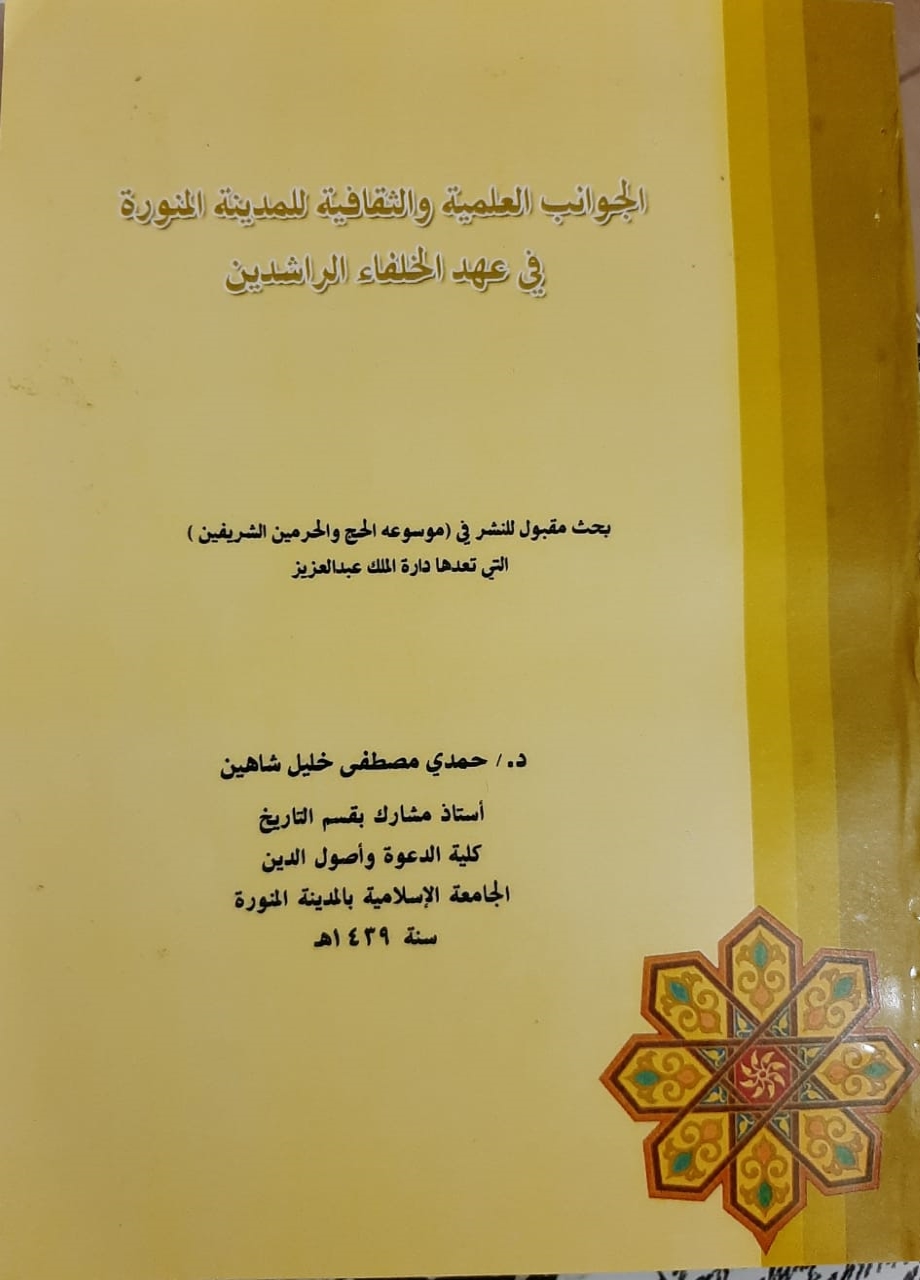 الجوانب العلمية والثقافية للمدينة المنورة
في عهد الخلفاء الراشدين
بحث مقبول للنشر في (موسوعه الحج والحرمين الشريفين )
التي تعدها دارة الملك عبدالعزيز
د./ حمدي مصطفى خليل شاهين
أستاذ مشارك بقسم التاريخ
كلية الدعوة وأصول الدين
الجامعة الإسلامية بالمدينة المنورة
سنة ١٤٣٩هـ